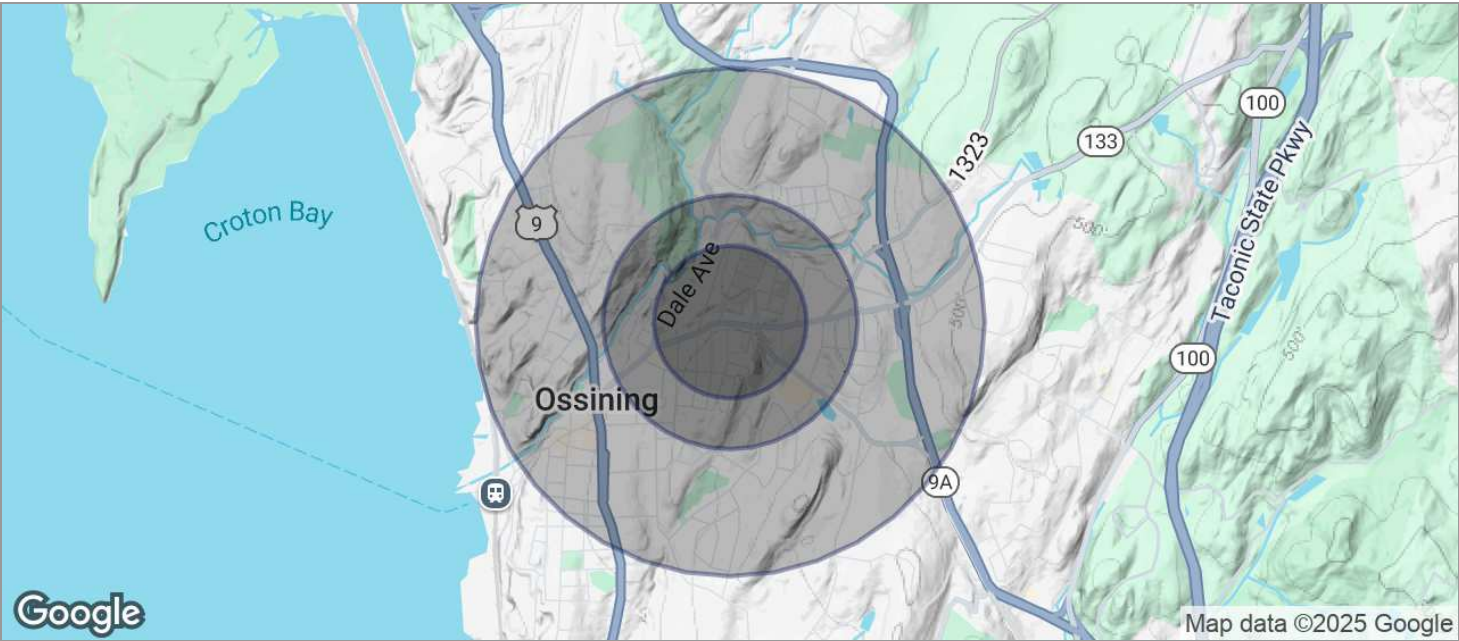 100
133
1323
Taconic State Pkwy
Croton Bay
9
500'
Dale Ave
500'
500'
100
Ossining
9A
Google
Map data ©2025 Google